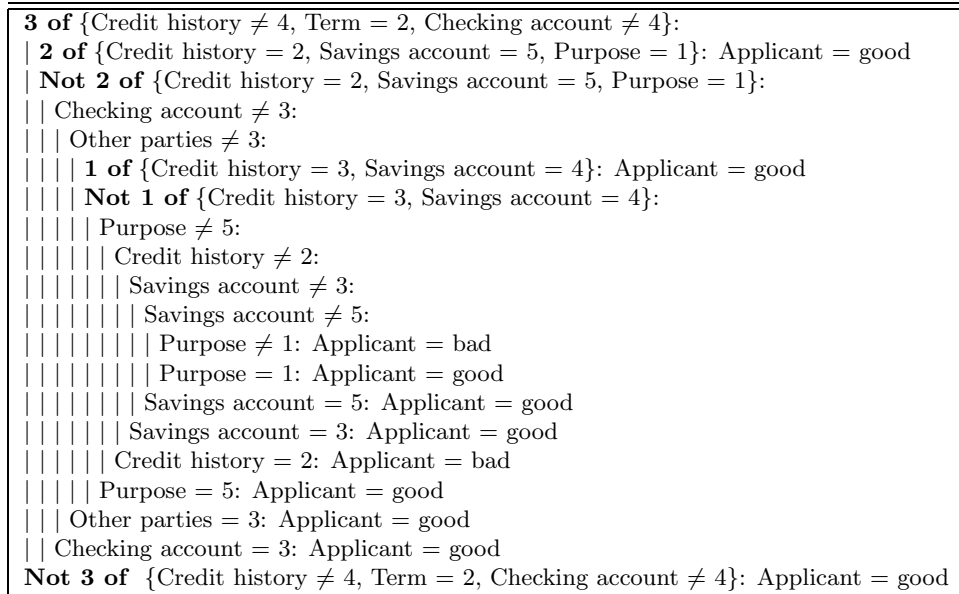 3 of {Credit history ≠ 4, Term = 2, Checking account ≠ 4}:
| 2 of {Credit history = 2, Savings account = 5, Purpose = 1}: Applicant = good
| Not 2 of {Credit history = 2, Savings account = 5, Purpose = 1}:
| | Checking account ≠ 3:
| | | Other parties ≠ 3:
| | | | 1 of {Credit history = 3, Savings account = 4}: Applicant = good
| | | | Not 1 of {Credit history = 3, Savings account = 4}:
| | | | | Purpose ≠ 5:
| | | | | | Credit history ≠ 2:
| | | | | | | Savings account ≠ 3:
| | | | | | | | Savings account ≠ 5:
| | | | | | | | | Purpose ≠ 1: Applicant = bad
| | | | | | | | | Purpose = 1: Applicant = good
| | | | | | | | Savings account = 5: Applicant = good
| | | | | | | Savings account = 3: Applicant = good
| | | | | | Credit history = 2: Applicant = bad
| | | | | Purpose = 5: Applicant = good
| | | Other parties = 3: Applicant = good
| | Checking account = 3: Applicant = good
Not 3 of {Credit history ≠ 4, Term = 2, Checking account ≠ 4}: Applicant = good